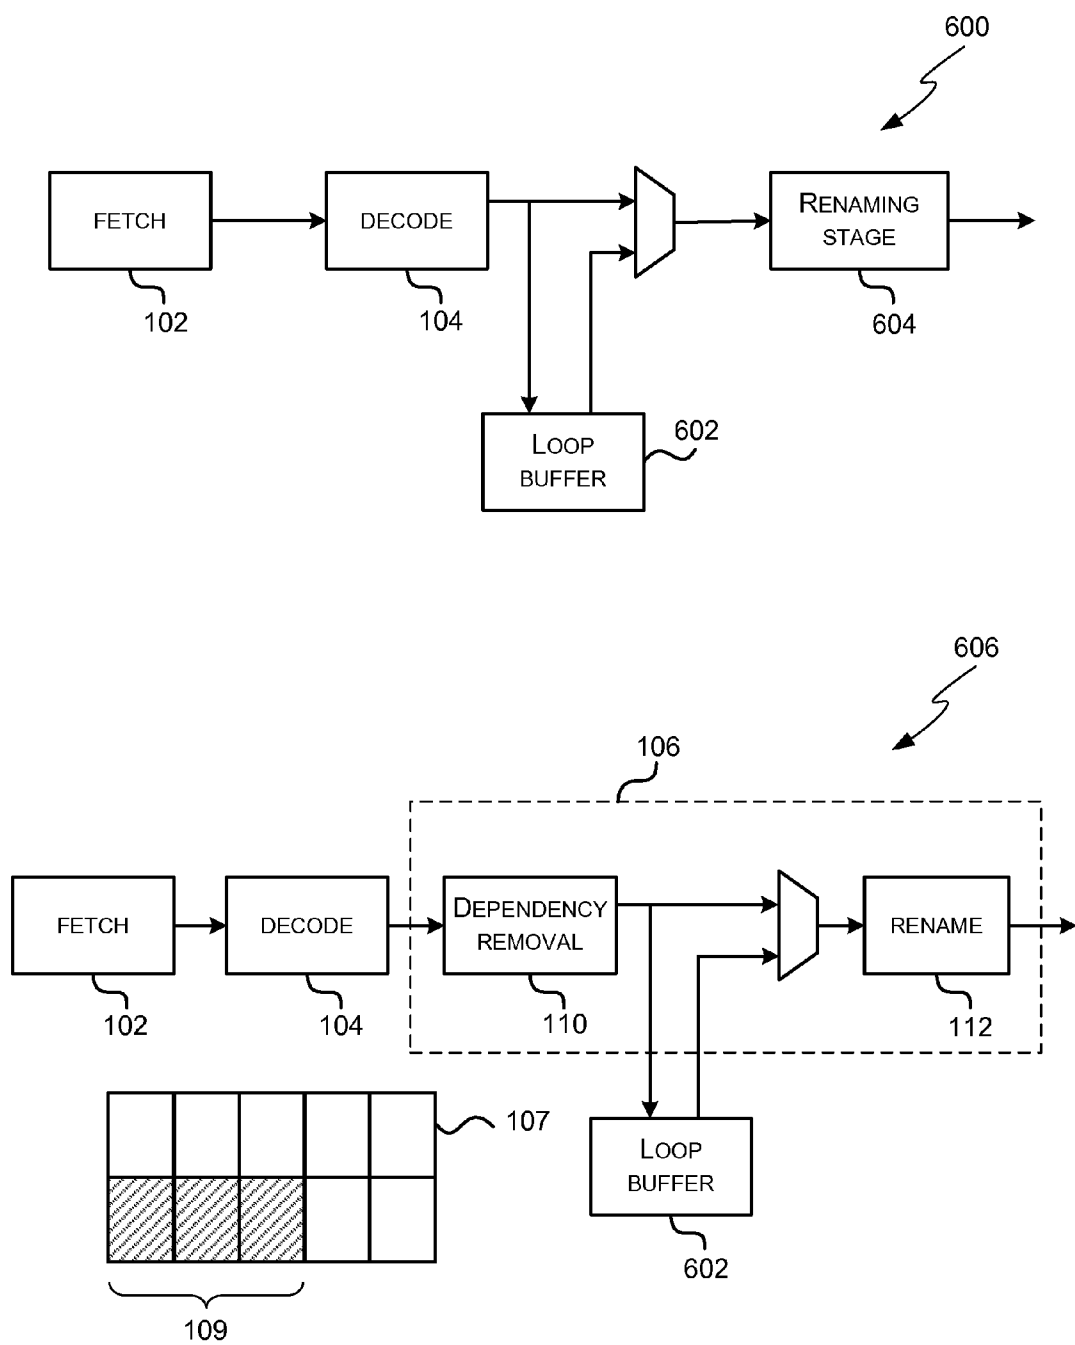 600
FETCH
DECODE
RENAMING
STAGE
102
104
604
LOOP
BUFFER
602
606
106
FETCH
DECODE
DEPENDENCY
REMOVAL
RENAME
102
104
110
112
107
LOOP
BUFFER
602
109